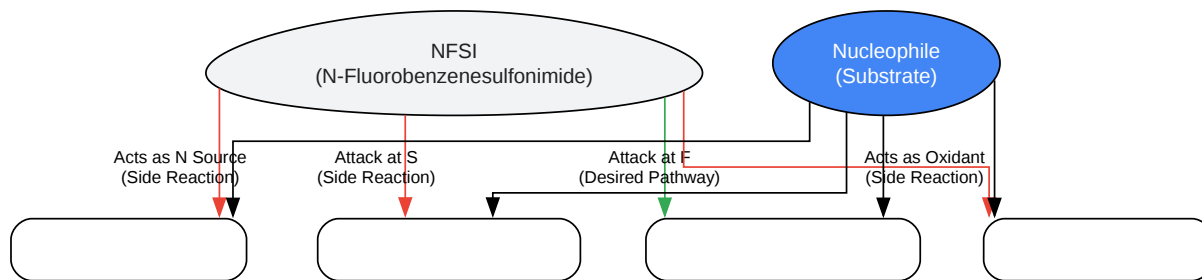 NFSI
(N-Fluorobenzenesulfonimide)
Nucleophile
(Substrate)
Acts as N Source
(Side Reaction)
Attack at S
(Side Reaction)
Attack at F
(Desired Pathway)
Acts as Oxidant
(Side Reaction)